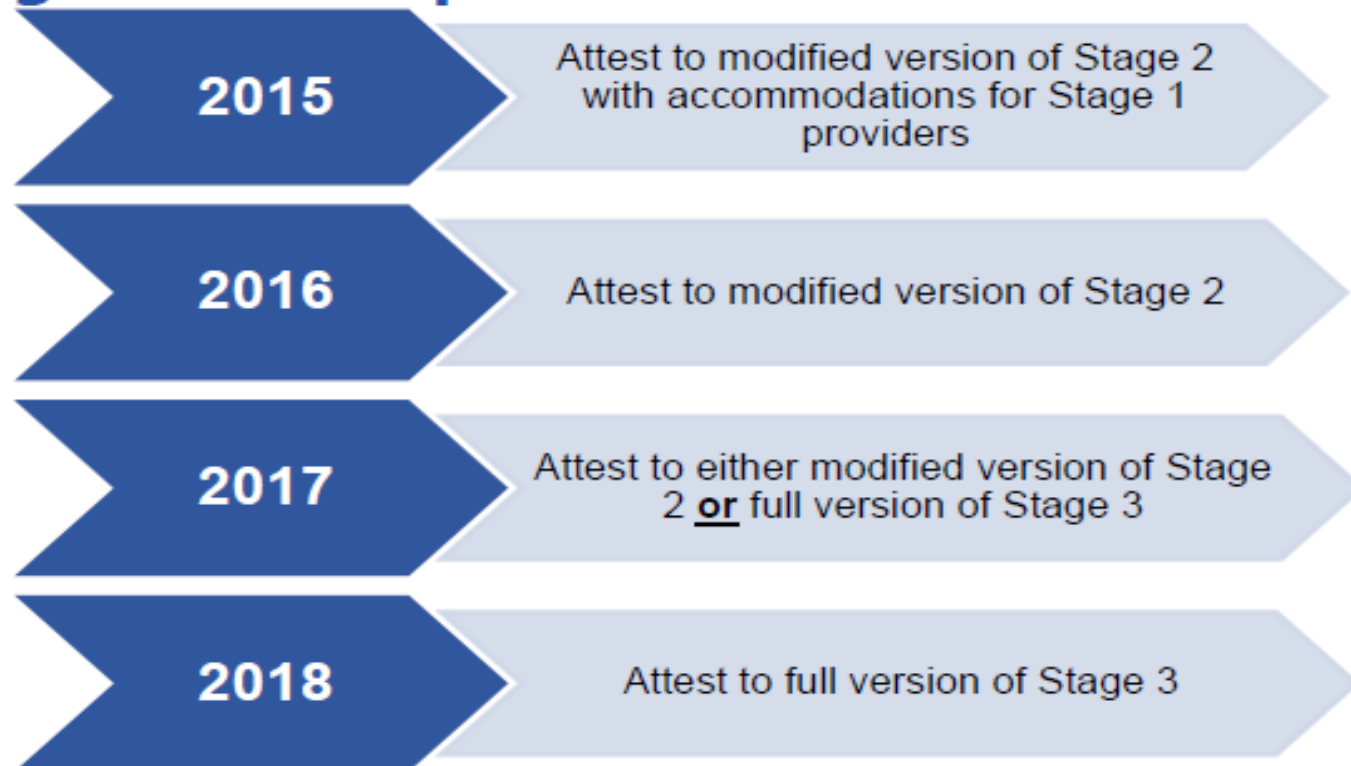 2015
Attest to modified version of Stage 2
with accommodations for Stage 1
providers
2016
Attest to modified version of Stage 2
2017
Attest to either modified version of Stage
2 or full version of Stage 3
2018
Attest to full version of Stage 3